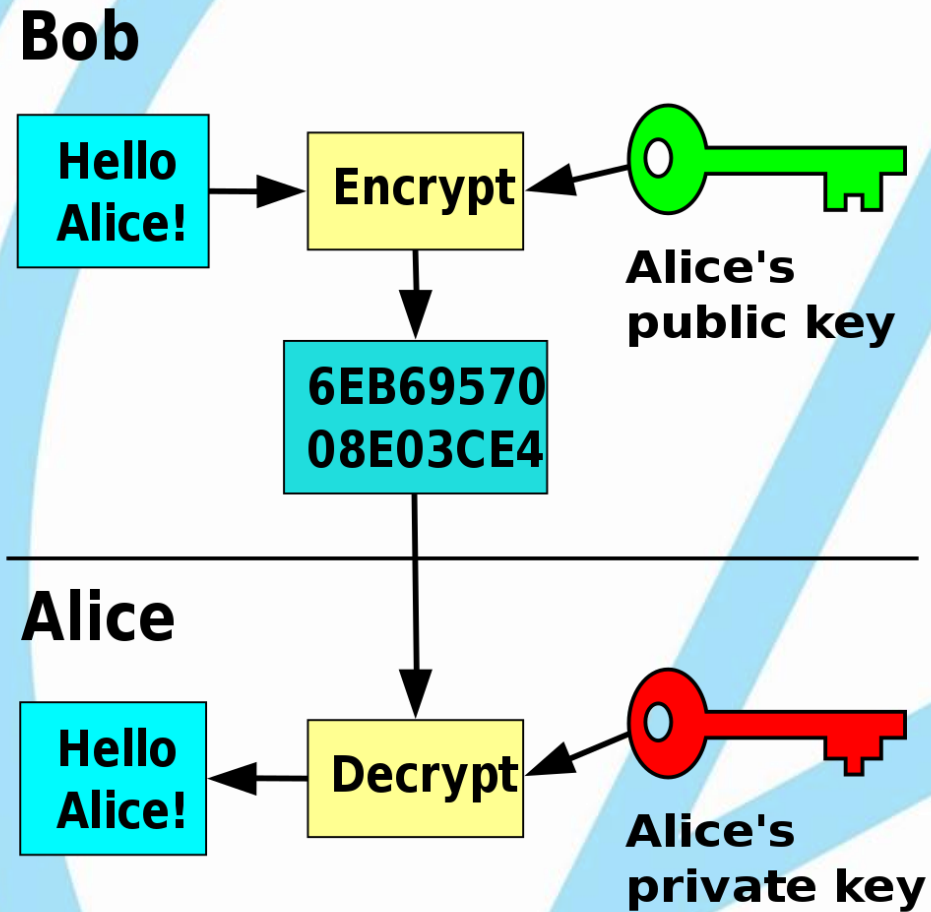 Bob
Hello
Alice!
Encrypt
Alice's
public key
6EB69570
08E03CE4
Alice
Hello
Alice!
Decrypt
Alice's
private key